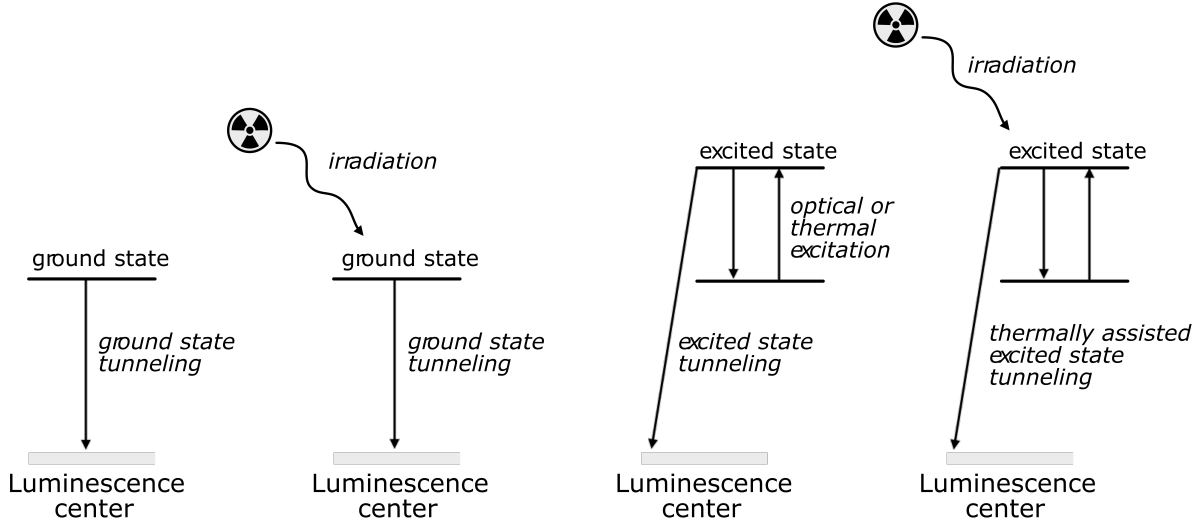 ground state
ground state
tunneling
Luminescence
center
irradiation
ground state
ground state
tunneling
Luminescence
center
excited state
optical or
thermal
excitation
excited state
tunneling
Luminescence
center
irradiation
excited state
thermally assisted
excited state
tunneling
Luminescence
center